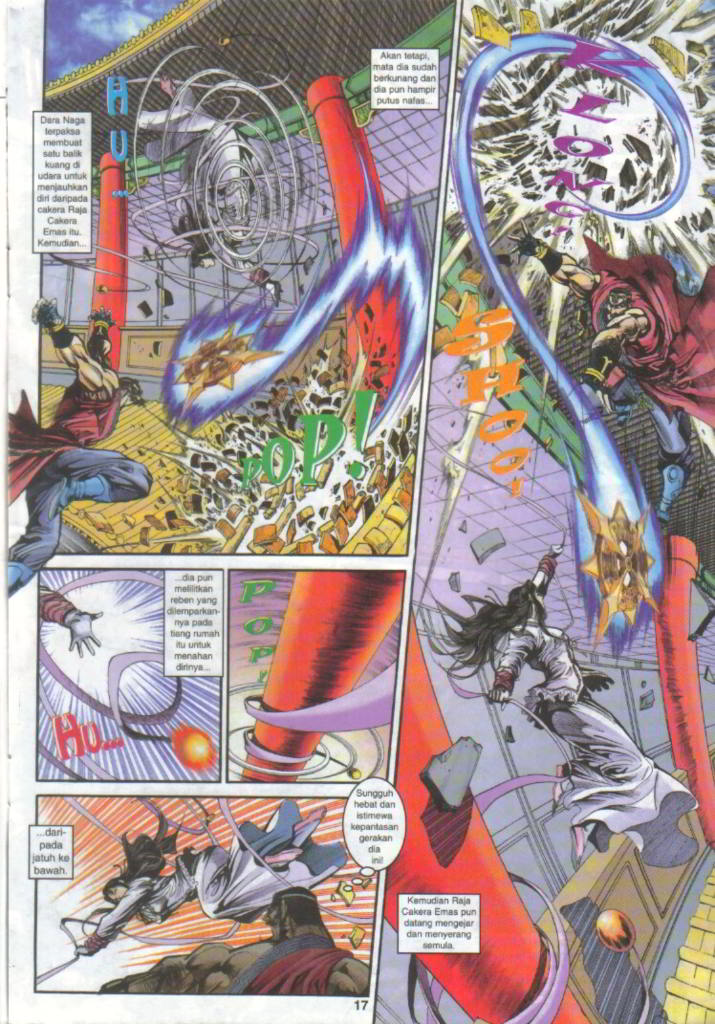 Dara Naga
terpaksa
membuat
satu balik
kuang di
udara untuk
menjauhkan
diri daripada
cakera Raja
Cakera
Emas itu.
Kemudian...
HU...
Akan tetapi,
mata dia sudah
berkunang dan
dia pun hampir
putus nafas...
POP!
...dia pun
melilitkan
reben yang
dilemparkan-
nya pada
tiang rumah
itu untuk
menahan
dirinya...
HU...
POP!
...dari-
pada
jatuh ke
bawah.
Sungguh
hebat dan
istimewa
kepantasan
gerakan
dia
ini!
KLONG!
SHOO!
Kemudian Raja
Cakera Emas pun
datang mengejar
dan menyerang
semula.
17